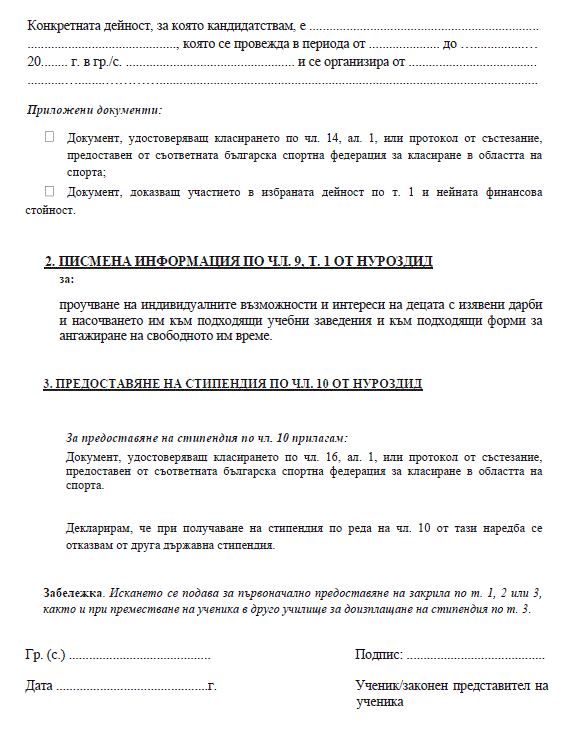 Конкретната дейност, за която кандидатствам, е ......................................................................
............................................., която се провежда в периода от ...................... до …...................…
20........ г. в гр./с. .................................................... и се организира от .......................................
..............….........………….....................................................................................................................
Приложени документи:
☐ Документ, удостоверяващ класирането по чл. 14, ал. 1, или протокол от състезание,
предоставен от съответната българска спортна федерация за класиране в областта на
спорта;
☐ Документ, доказващ участието в избраната дейност по т. 1 и нейната финансова
стойност.
2. ПИСМЕНА ИНФОРМАЦИЯ ПО ЧЛ. 9, Т. 1 ОТ НУРОЗДИД
за:
проучване на индивидуалните възможности и интереси на децата с изявени дарби
и насочването им към подходящи учебни заведения и към подходящи форми за
ангажиране на свободното им време.
3. ПРЕДОСТАВЯНЕ НА СТИПЕНДИЯ ПО ЧЛ. 10 ОТ НУРОЗДИД
За предоставяне на стипендия по чл. 10 прилагам:
Документ, удостоверяващ класирането по чл. 16, ал. 1, или протокол от състезание,
предоставен от съответната българска спортна федерация за класиране в областта на
спорта.
Декларирам, че при получаване на стипендия по реда на чл. 10 от тази наредба се
отказвам от друга държавна стипендия.
Забележка. Искането се подава за първоначално предоставяне на закрила по т. 1, 2 или 3,
както и при преместване на ученика в друго училище за доизплащане на стипендия по т. 3.
Гр. (с.) ........................................... Подпис: ..........................................
Дата ..............................................г. Ученик/законен представител на
ученика